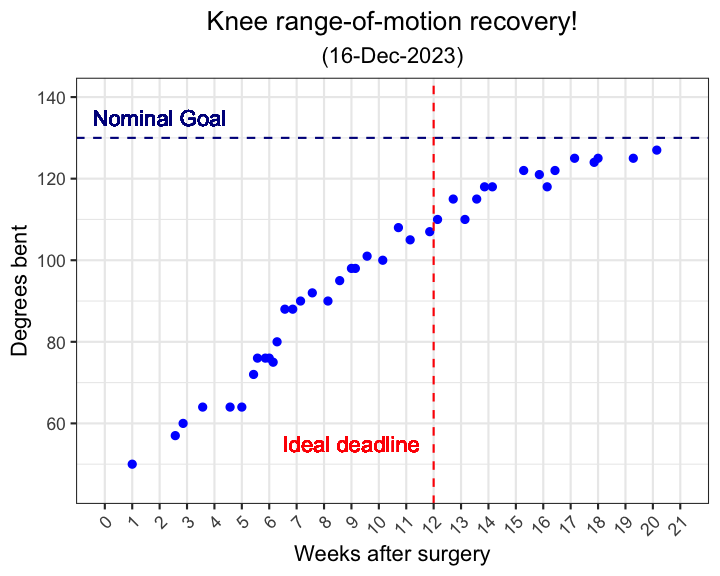 Knee range-of-motion recovery!
(16-Dec-2023)
140
Nominal Goal
120
100
80
60
Degrees bent
Ideal deadline
0 1 2 3 4 5 6 7 8 9 10 11 12 13 14 15 16 17 18 19 20 21
Weeks after surgery